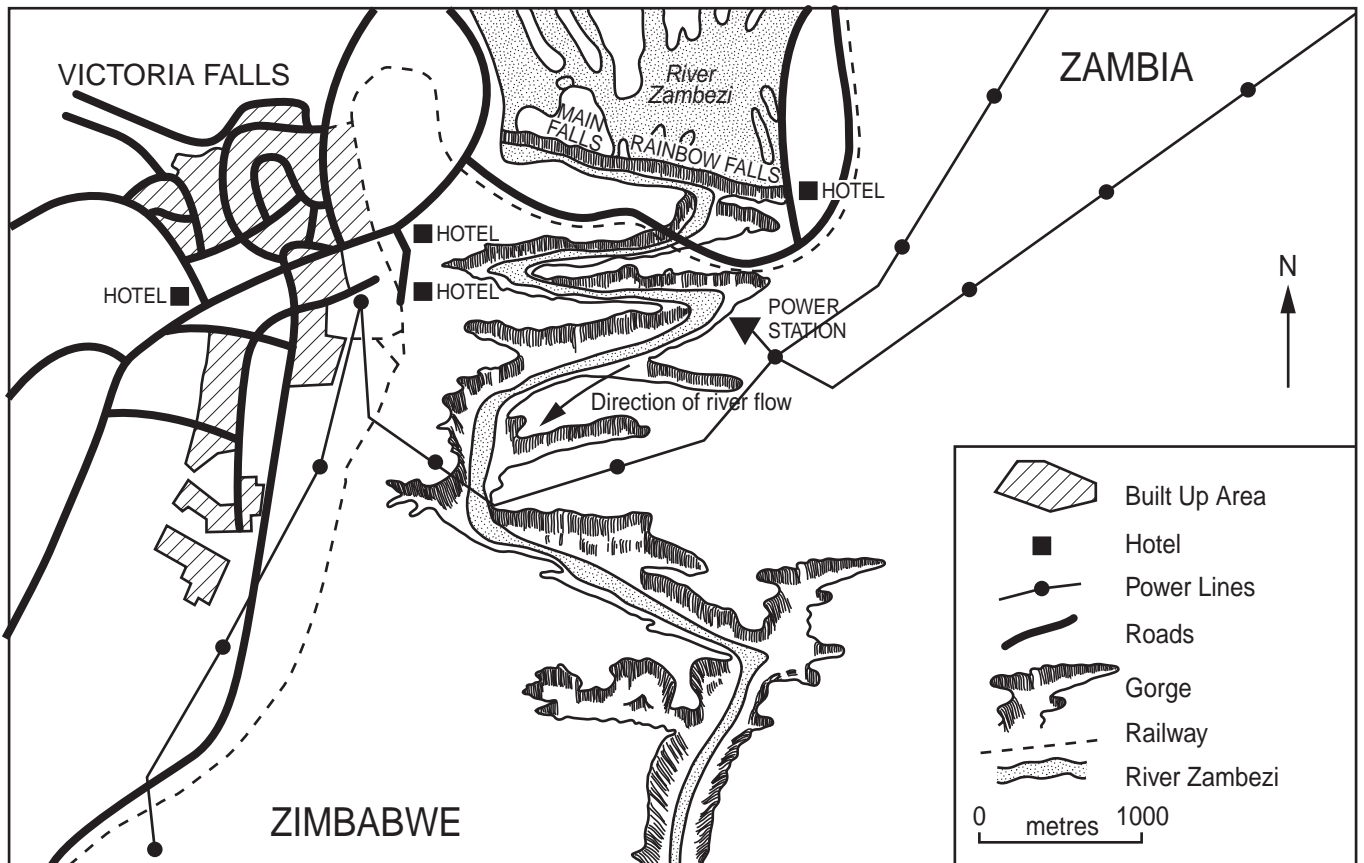 VICTORIA FALLS
River
Zambezi
ZAMBIA
MAIN
FALLS
RAINBOW FALLS
HOTEL
HOTEL
HOTEL
HOTEL
POWER
STATION
N
Direction of river flow
ZIMBABWE
Built Up Area
Hotel
Power Lines
Roads
Gorge
Railway
River Zambezi
0 1000
metres